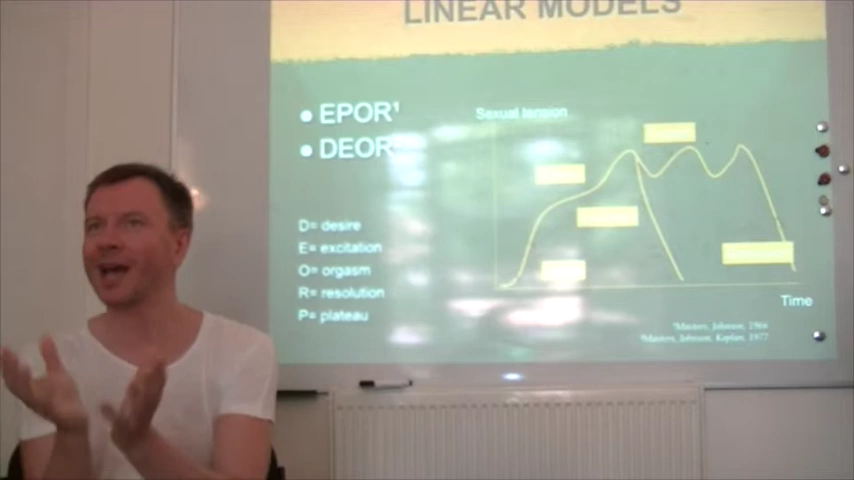 LINEAR MODELS
● EPOR¹
● DEOR
Sexual tension
D= desire
E= excitation
O= orgasm
R= resolution
P= plateau
Time
¹Masters, Johnson, 1966
²Masters, Johnson, Kaplan, 1977